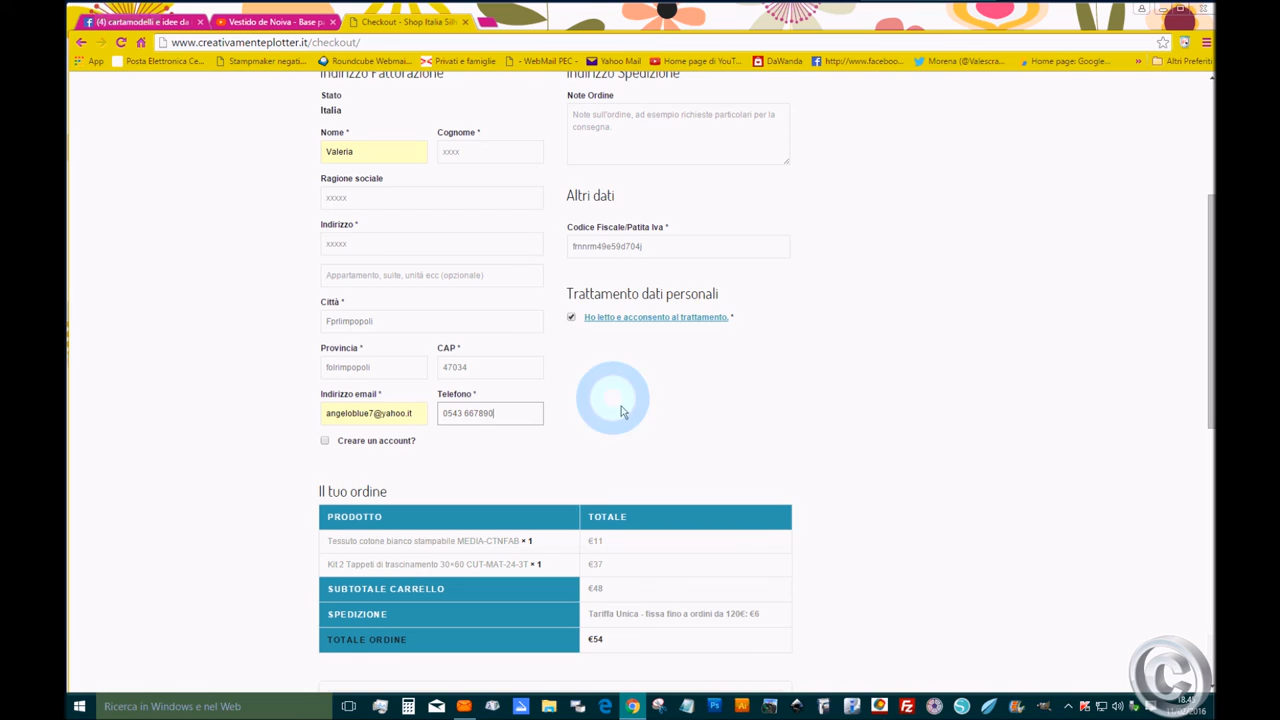 (4) cartamodelli e idee da
Vestido de Noiva - Base pa
Checkout - Shop Italia Silh
www.creativamenteplotter.it/checkout/
App
Posta Elettronica Ce...
Stampmaker negati...
Roundcube Webmai...
Privati e famiglie
- WebMail PEC -
Yahoo Mail
Home page di YouT...
DaWanda
http://www.faceboo...
Morena (@Valescra...
Home page: Google...
»
Altri Preferiti
Indirizzo Fatturazione
Indirizzo Spedizione
Stato
Italia
Note Ordine
Note sull'ordine, ad esempio richieste particolari per la
consegna.
Nome *
Cognome *
Valeria
xxxx
Ragione sociale
xxxxx
Altri dati
Indirizzo *
xxxxx
Codice Fiscale/Patita Iva *
frnnrm49e59d704j
Appartamento, suite, unità ecc (opzionale)
Città *
Fprlimpopoli
Trattamento dati personali
Ho letto e acconsento al trattamento. *
Provincia *
CAP *
folrimpopoli
47034
Indirizzo email *
Telefono *
angeloblue7@yahoo.it
0543 667890
Creare un account?
Il tuo ordine
PRODOTTO
TOTALE
Tessuto cotone bianco stampabile MEDIA-CTNFAB × 1
€11
Kit 2 Tappeti di trascinamento 30×60 CUT-MAT-24-3T × 1
€37
SUBTOTALE CARRELLO
€48
SPEDIZIONE
Tariffa Unica - fissa fino a ordini da 120€: €6
TOTALE ORDINE
€54
Ricerca in Windows e nel Web
18:45
11/02/2016